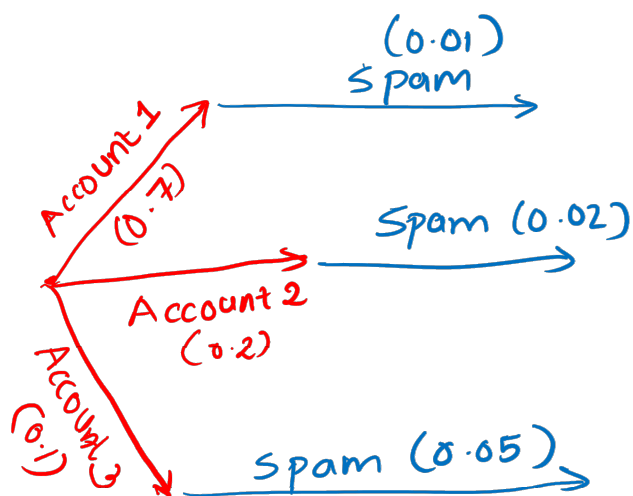 (0.01)
Spam
Account 1
(0.7)
Spam (0.02)
Account 2
(0.2)
Account 3
(0.1)
Spam (0.05)